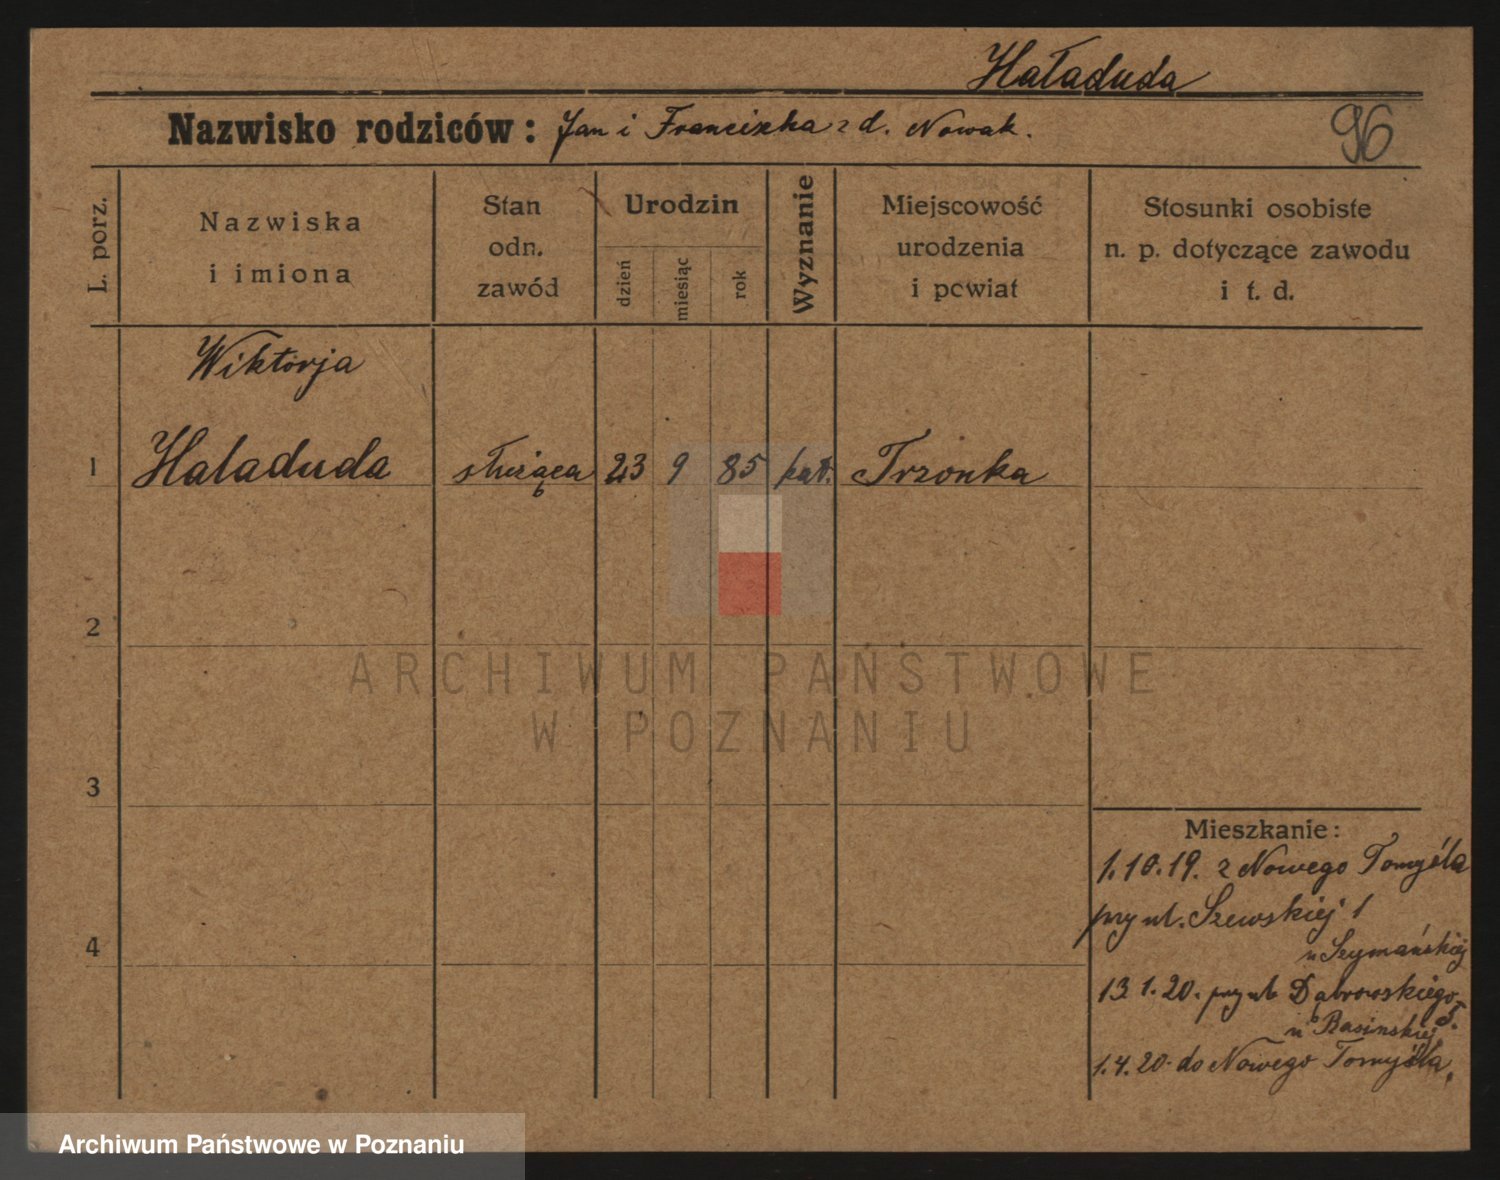 Haładuda
Nazwisko rodziców: Jan i Franciszka z d. Nowak.
96
L. porz.
Nazwiska
i imiona
Stan
odn.
zawód
Urodzin
dzień
miesiąc
rok
Wyznanie
Miejscowość
urodzenia
i powiat
Stosunki osobiste
n. p. dotyczące zawodu
i t. d.
Wiktorja
1 Haladuda służąca 23 9 85 kat. Trzonka
2
3
4
ARCHIWUM PAŃSTWOWE
W POZNANIU
Mieszkanie:
1.10.19. z Nowego Tomyśla
przy ul. Szewskiej 1
u Szymańskiej
13 1.20. przy ul. Dąbrowskiego 5.
u Rasinskiej
1.4.20. do Nowego Tomyśla.
Archiwum Państwowe w Poznaniu